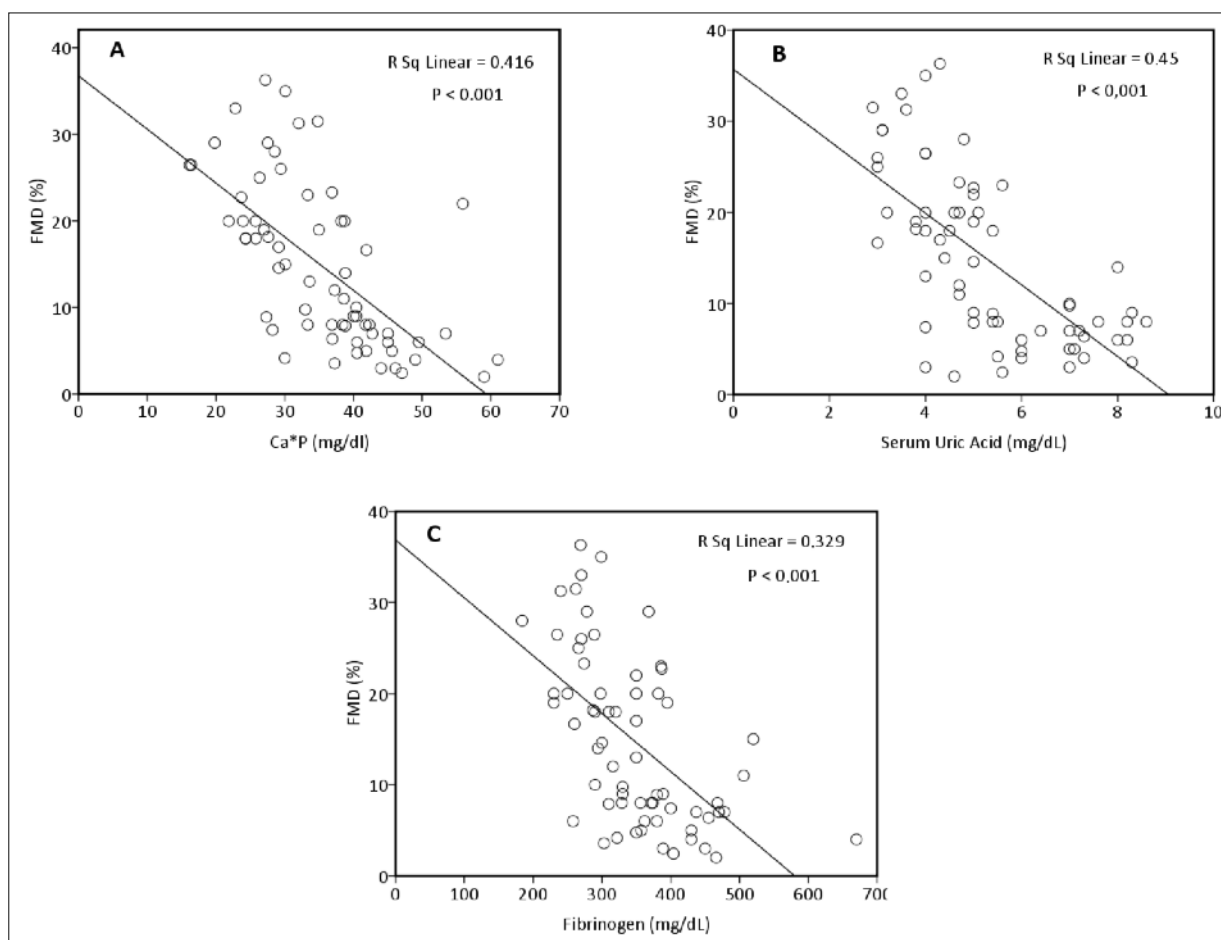 A
R Sq Linear = 0.416
P < 0.001
FMD (%)
40
30
20
10
0
0 10 20 30 40 50 60 70
Ca*P (mg/dl)
B
R Sq Linear = 0.45
P < 0,001
FMD (%)
40
30
20
10
0
0 2 4 6 8 10
Serum Uric Acid (mg/dL)
C
R Sq Linear = 0,329
P < 0,001
FMD (%)
40
30
20
10
0
0 100 200 300 400 500 600 700
Fibrinogen (mg/dL)